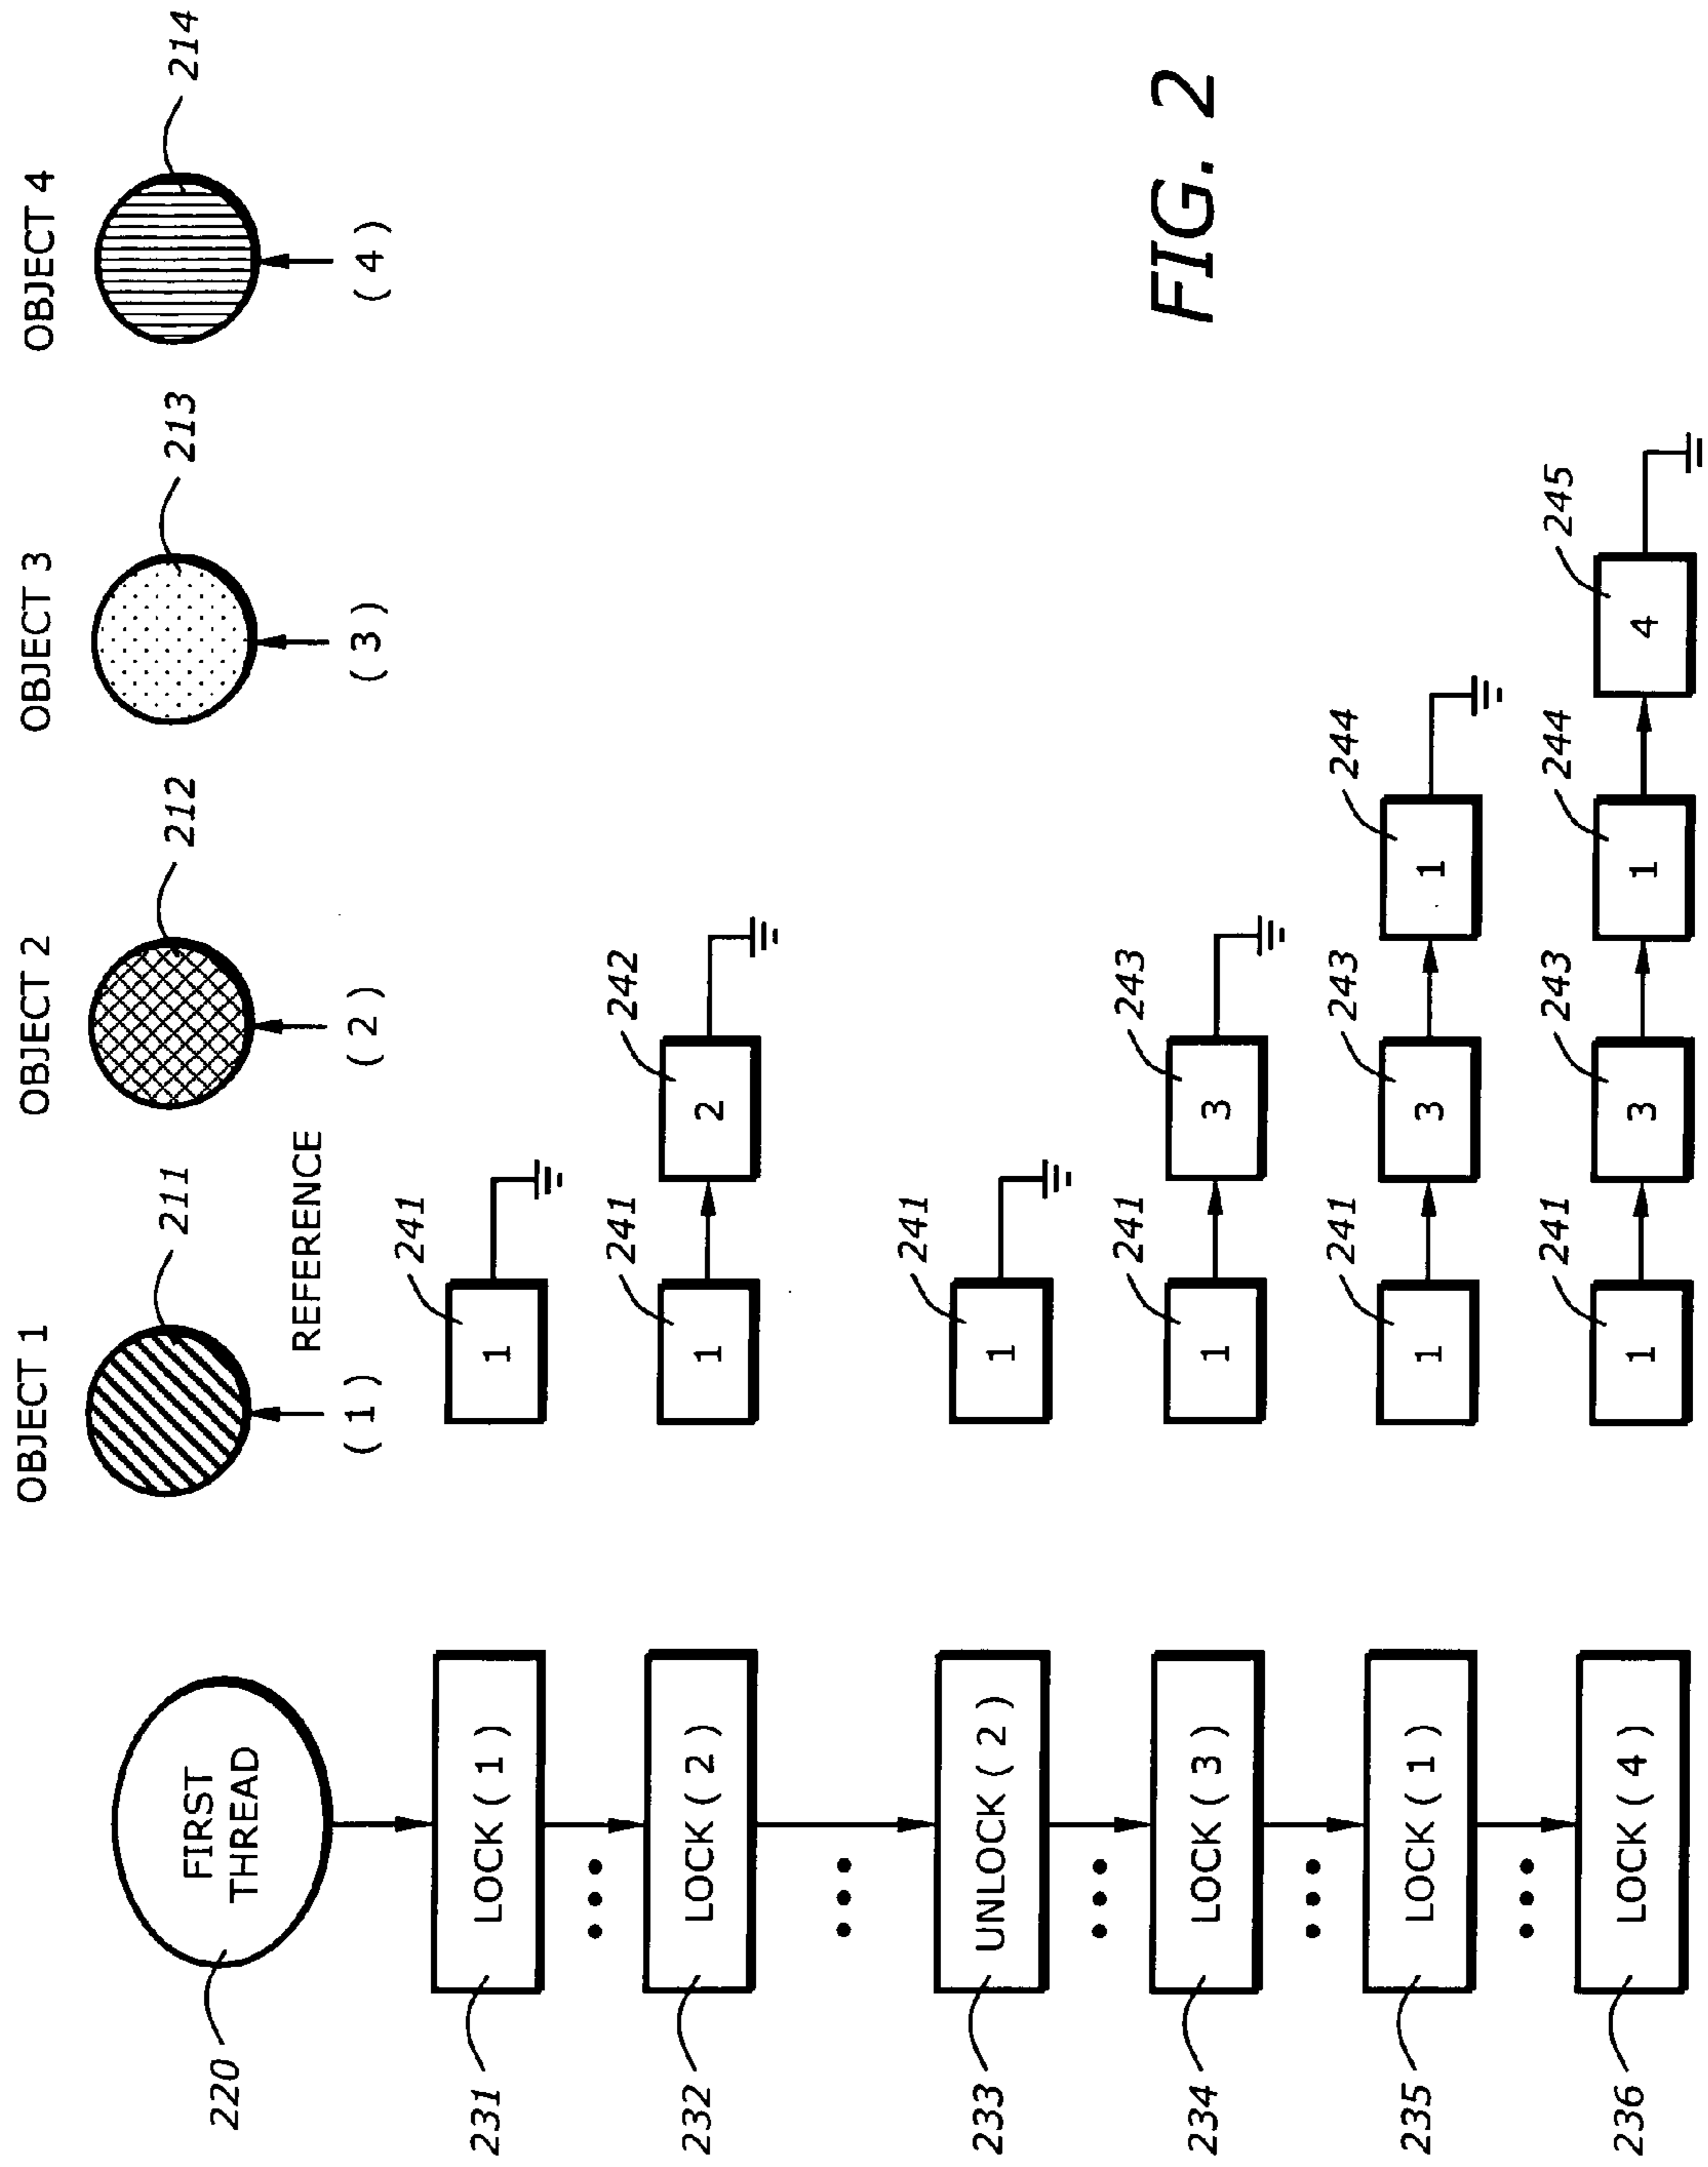 OBJECT 1
OBJECT 2
OBJECT 3
OBJECT 4
211
212
213
214
REFERENCE
( 1 )
( 2 )
( 3 )
( 4 )
220
FIRST
THREAD
231
LOCK ( 1 )
241
1
232
LOCK ( 2 )
241
242
1
2
233
UNLOCK ( 2 )
241
1
234
LOCK ( 3 )
241
243
1
3
235
LOCK ( 1 )
241
243
244
1
3
1
236
LOCK ( 4 )
241
243
244
245
1
3
1
4
FIG. 2